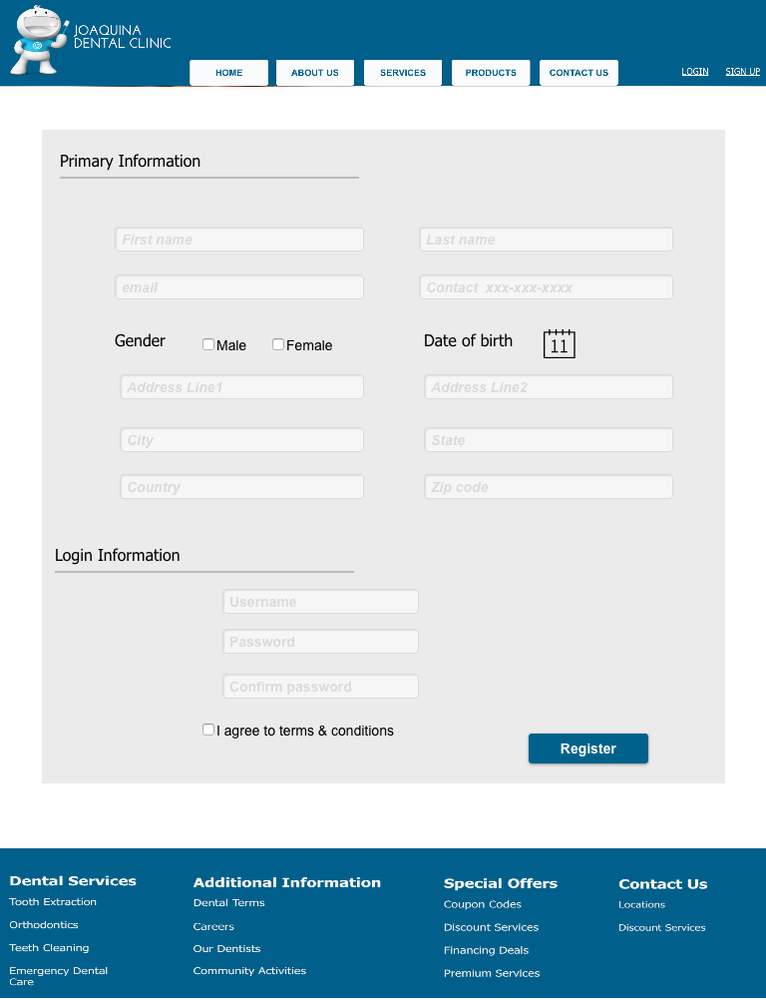 JOAQUINA
DENTAL CLINIC
HOME ABOUT US SERVICES PRODUCTS CONTACT US LOGIN SIGN UP
Primary Information
First name Last name
email Contact xxx-xxx-xxxx
Gender Male Female Date of birth 11
Address Line1 Address Line2
City State
Country Zip code
Login Information
Username
Password
Confirm password
I agree to terms & conditions
Register
Dental Services
Tooth Extraction
Orthodontics
Teeth Cleaning
Emergency Dental
Care
Additional Information
Dental Terms
Careers
Our Dentists
Community Activities
Special Offers
Coupon Codes
Discount Services
Financing Deals
Premium Services
Contact Us
Locations
Discount Services